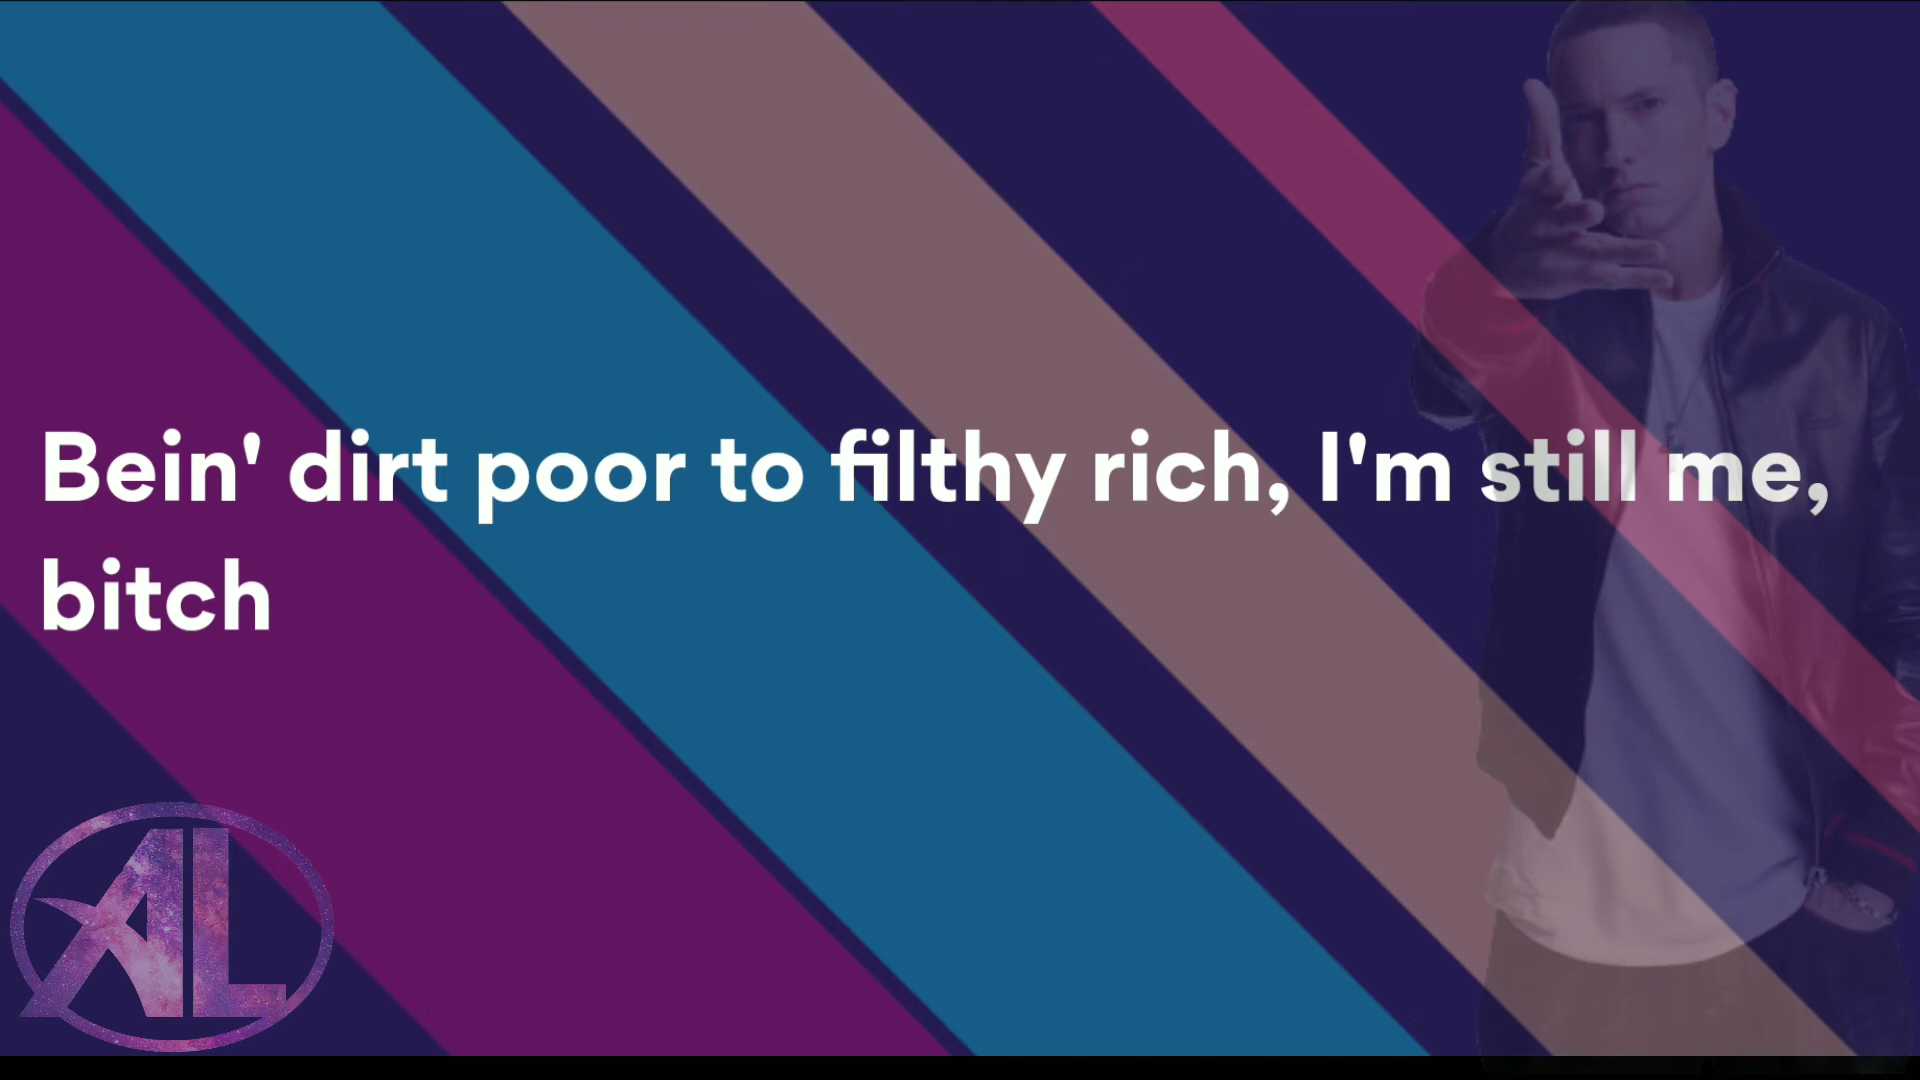 Bein' dirt poor to filthy rich, I'm still me,
bitch
AL